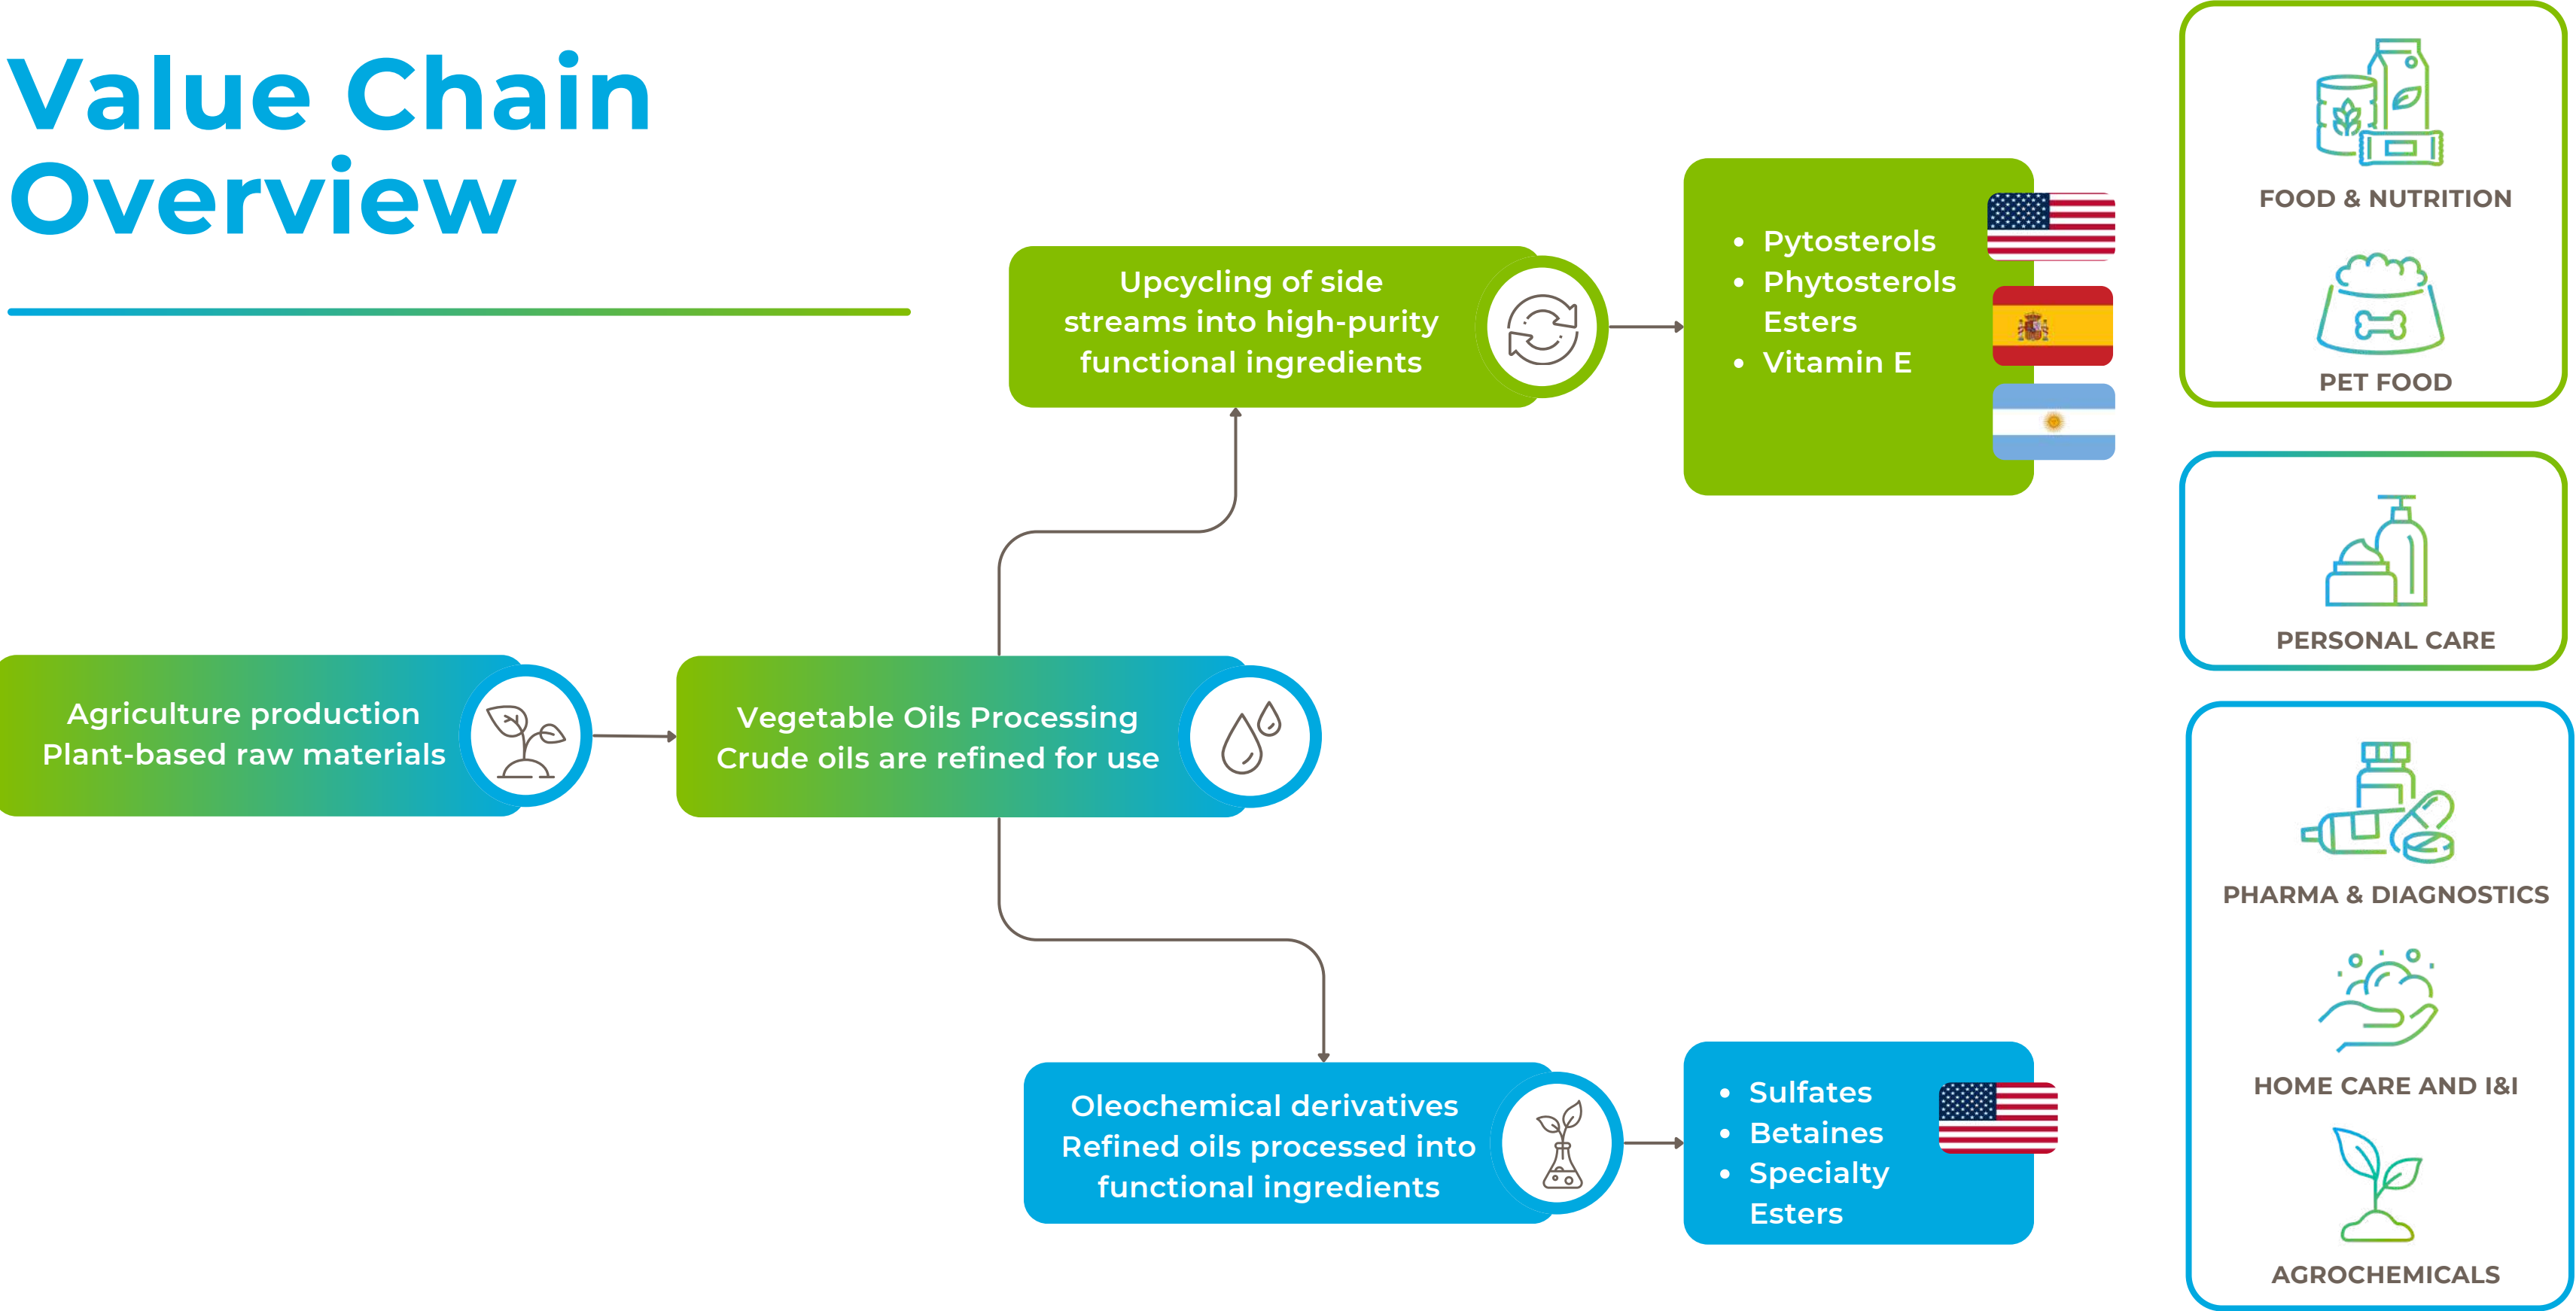 Value Chain
Overview
Agriculture production
Plant-based raw materials
Vegetable Oils Processing
Crude oils are refined for use
Upcycling of side
streams into high-purity
functional ingredients
• Pytosterols
• Phytosterols
Esters
• Vitamin E
Oleochemical derivatives
Refined oils processed into
functional ingredients
• Sulfates
• Betaines
• Specialty
Esters
FOOD & NUTRITION
PET FOOD
PERSONAL CARE
PHARMA & DIAGNOSTICS
HOME CARE AND I&I
AGROCHEMICALS